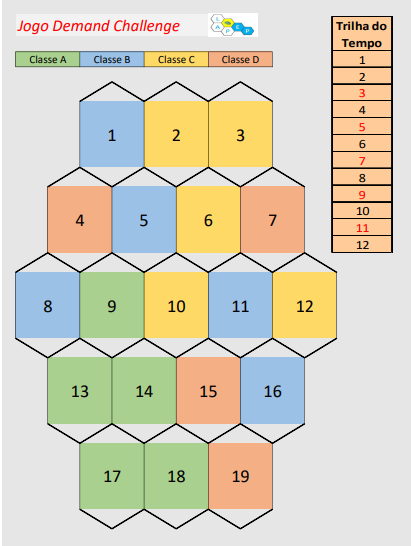 Jogo Demand Challenge
Classe A Classe B Classe C Classe D
1 2 3
4 5 6 7
8 9 10 11 12
13 14 15 16
17 18 19
Trilha do
Tempo
1
2
3
4
5
6
7
8
9
10
11
12